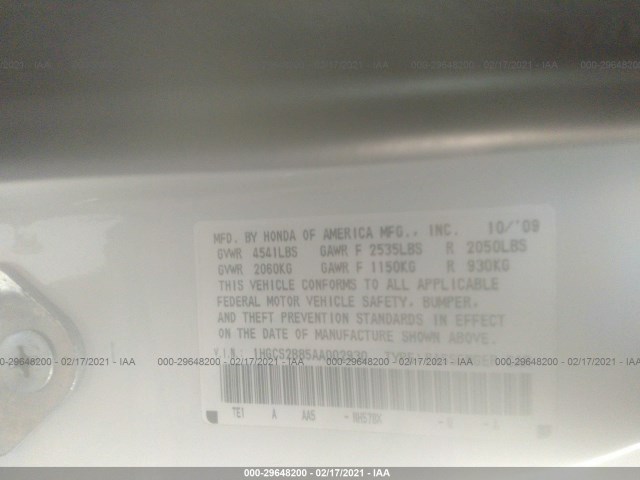 000-29648200 - 02/17/2021 - IAA
MFD. BY HONDA OF AMERICA MFG., INC. 10/'09
GVWR 4541LBS GAWR F 2535LBS R 2050LBS
GVWR 2060KG GAWR F 1150KG R 930KG
THIS VEHICLE CONFORMS TO ALL APPLICABLE
FEDERAL MOTOR VEHICLE SAFETY, BUMPER,
AND THEFT PREVENTION STANDARDS IN EFFECT
ON THE DATE OF MANUFACTURE SHOWN ABOVE.
000-29648200 - 02/17/2021 - IAA
TE1 A AA5 - NH578X
000-29648200 - 02/17/2021 - IAA